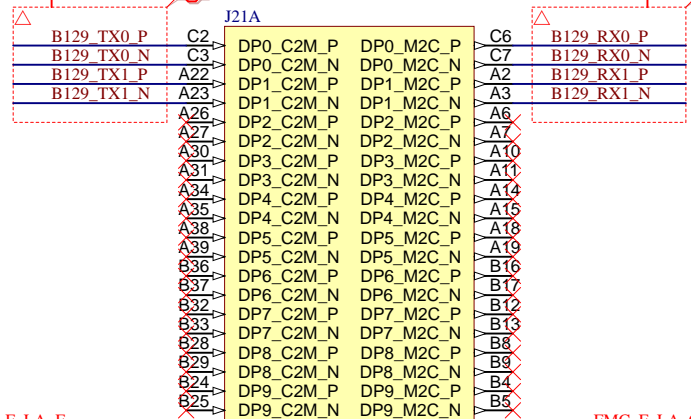 J21A
B129_TX0_P C2 DP0_C2M_P DP0_M2C_P C6 B129_RX0_P
B129_TX0_N C3 DP0_C2M_N DP0_M2C_N C7 B129_RX0_N
B129_TX1_P A22 DP1_C2M_P DP1_M2C_P A2 B129_RX1_P
B129_TX1_N A23 DP1_C2M_N DP1_M2C_N A3 B129_RX1_N
A26 DP2_C2M_P DP2_M2C_P A6
A27 DP2_C2M_N DP2_M2C_N A7
A30 DP3_C2M_P DP3_M2C_P A10
A31 DP3_C2M_N DP3_M2C_N A11
A34 DP4_C2M_P DP4_M2C_P A14
A35 DP4_C2M_N DP4_M2C_N A15
A38 DP5_C2M_P DP5_M2C_P A18
A39 DP5_C2M_N DP5_M2C_N A19
B36 DP6_C2M_P DP6_M2C_P B16
B37 DP6_C2M_N DP6_M2C_N B17
B32 DP7_C2M_P DP7_M2C_P B12
B33 DP7_C2M_N DP7_M2C_N B13
B28 DP8_C2M_P DP8_M2C_P B8
B29 DP8_C2M_N DP8_M2C_N B9
B24 DP9_C2M_P DP9_M2C_P B4
B25 DP9_C2M_N DP9_M2C_N B5